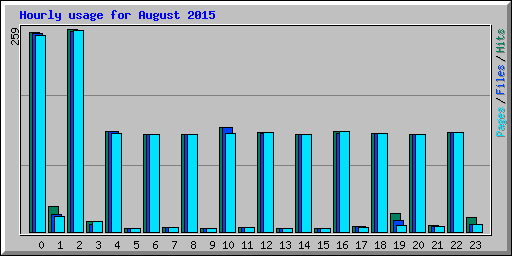 Hourly usage for August 2015
259
Pages/Files/Hits
0 1 2 3 4 5 6 7 8 9 10 11 12 13 14 15 16 17 18 19 20 21 22 23